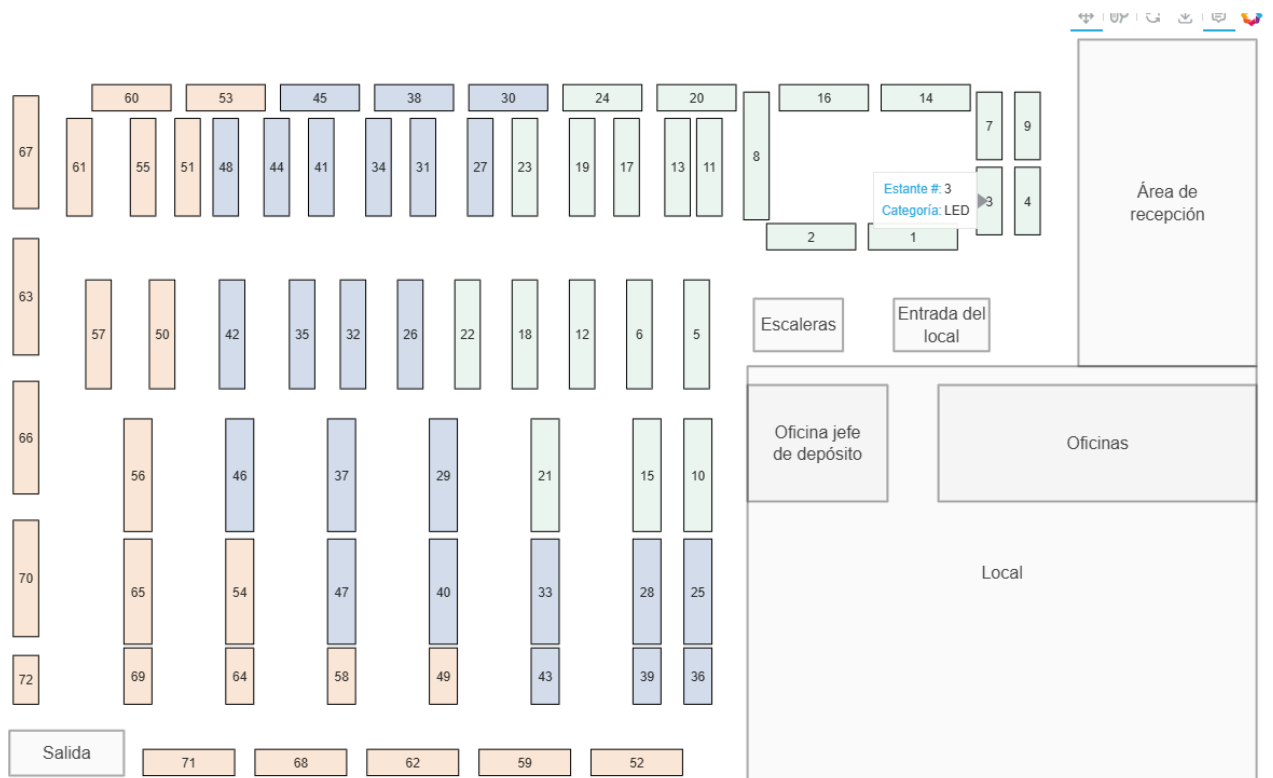 60 53 45 38 30 24 20 16 14
67 61 55 51 48 44 41 34 31 27 23 19 17 13 11 8 7 9
Estante #: 3
Categoría: LED
3 4
Área de
recepción
2 1
63 57 50 42 35 32 26 22 18 12 6 5
Escaleras
Entrada del
local
66 56 46 37 29 21 15 10
Oficina jefe
de depósito
Oficinas
70 65 54 47 40 33 28 25
Local
72 69 64 58 49 43 39 36
Salida
71 68 62 59 52